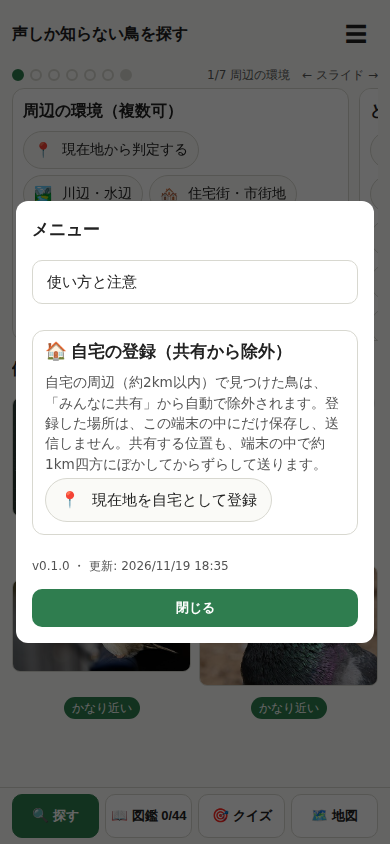 声しか知らない鳥を探す
1/7 周辺の環境 ← スライド →
周辺の環境（複数可）
📍 現在地から判定する
🏞️ 川辺・水辺 🏘️ 住宅街・市街地
メニュー
使い方と注意
🏠 自宅の登録（共有から除外）
自宅の周辺（約2km以内）で見つけた鳥は、
「みんなに共有」から自動で除外されます。登
録した場所は、この端末の中にだけ保存し、送
信しません。共有する位置も、端末の中で約
1km四方にぼかしてからずらして送ります。
📍 現在地を自宅として登録
v0.1.0 ・ 更新: 2026/11/19 18:35
閉じる
かなり近い かなり近い
🔍 探す 📖 図鑑 0/44 🎯 クイズ 🗺️ 地図